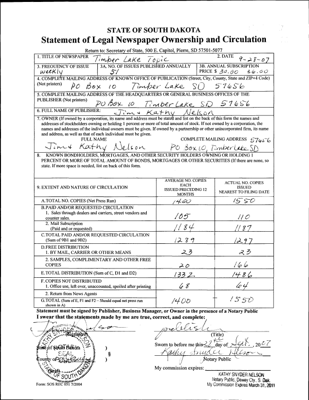 STATE OF SOUTH DAKOTA
Statement of Legal Newspaper Ownership and Circulation
Return to: Secretary of State, 500 E. Capitol, Pierre, SD 57501-5077
1. TITLE OF NEWSPAPER Timber Lake Topic 2. DATE 9-28-07
3. FREQUENCY OF ISSUE weekly
3A. NO. OF ISSUES PUBLISHED ANNUALLY 51
3B. ANNUAL SUBSCRIPTION PRICE $ 30.00 36.00
4. COMPLETE MAILING ADDRESS OF KNOWN OFFICE OF PUBLICATION (Street, City, County, State and ZIP+4 Code)
(Not printers) PO Box 10 Timber Lake SD 57656
5. COMPLETE MAILING ADDRESS OF THE HEADQUARTERS OR GENERAL BUSINESS OFFICES OF THE
PUBLISHER (Not printers) PO Box 10 Timber Lake SD 57656
6. FULL NAME OF PUBLISHER: Jim + Kathy Nelson
7. OWNER (If owned by a corporation, its name and address must be stated and list on the back of this form the names and
addresses of stockholders owning or holding 5 percent or more of total amount of stock. If not owned by a corporation, the
names and addresses of the individual owners must be given. If owned by a partnership or other unincorporated firm, its name
and address, as well as that of each individual must be given.
FULL NAME COMPLETE MAILING ADDRESS 57656
Jim & Kathy Nelson PO Box 10, Timber Lake SD
8. KNOWN BONDHOLDERS, MORTGAGES, AND OTHER SECURITY HOLDERS OWNING OR HOLDING 5
PERCENT OR MORE OF TOTAL AMOUNT OF BONDS, MORTGAGES OR OTHER SECURITIES (If there are none, so
state. If more space is needed, list on back of this form.
9. EXTENT AND NATURE OF CIRCULATION
AVERAGE NO. COPIES EACH ISSUED PRECEDING 12 MONTHS
ACTUAL NO. COPIES ISSUED NEAREST TO FILING DATE
A. TOTAL NO. COPIES (Net Press Run) 1400 1550
B. PAID AND/OR REQUESTED CIRCULATION
1. Sales through dealers and carriers, street vendors and
counter sales. 105 110
2. Mail Subscription
(Paid and or requested) 1184 1187
C. TOTAL PAID AND/OR REQUESTED CIRCULATION
(Sum of 9B1 and 9B2) 1289 1297
D. FREE DISTRIBUTION
1. BY MAIL, CARRIER OR OTHER MEANS 23 23
2. SAMPLES, COMPLIMENTARY AND OTHER FREE
COPIES 20 166
E. TOTAL DISTRIBUTION (Sum of C, D1 and D2) 1332 1486
F. COPIES NOT DISTRIBUTED
1. Office use, left over, unaccounted, spoiled after printing 68 64
2. Return from News Agents
G. TOTAL (Sum of E, F1 and F2 - Should equal net press run
shown in A) 1400 1550
Statement must be signed by Publisher, Business Manager, or Owner in the presence of a Notary Public
I swear that the statements made by me are true, correct, and complete:
(Title)
State of South Dakota
SEAL
Sworn to before me this day of Sept, 2007
Kathy Snyder Nelson
Notary Public
My commission expires:
KATHY SNYDER NELSON
Notary Public, Dewey Cty. S. Dak.
My Commission Expires March 31, 2011
Form: SOS REC 051 7/2004